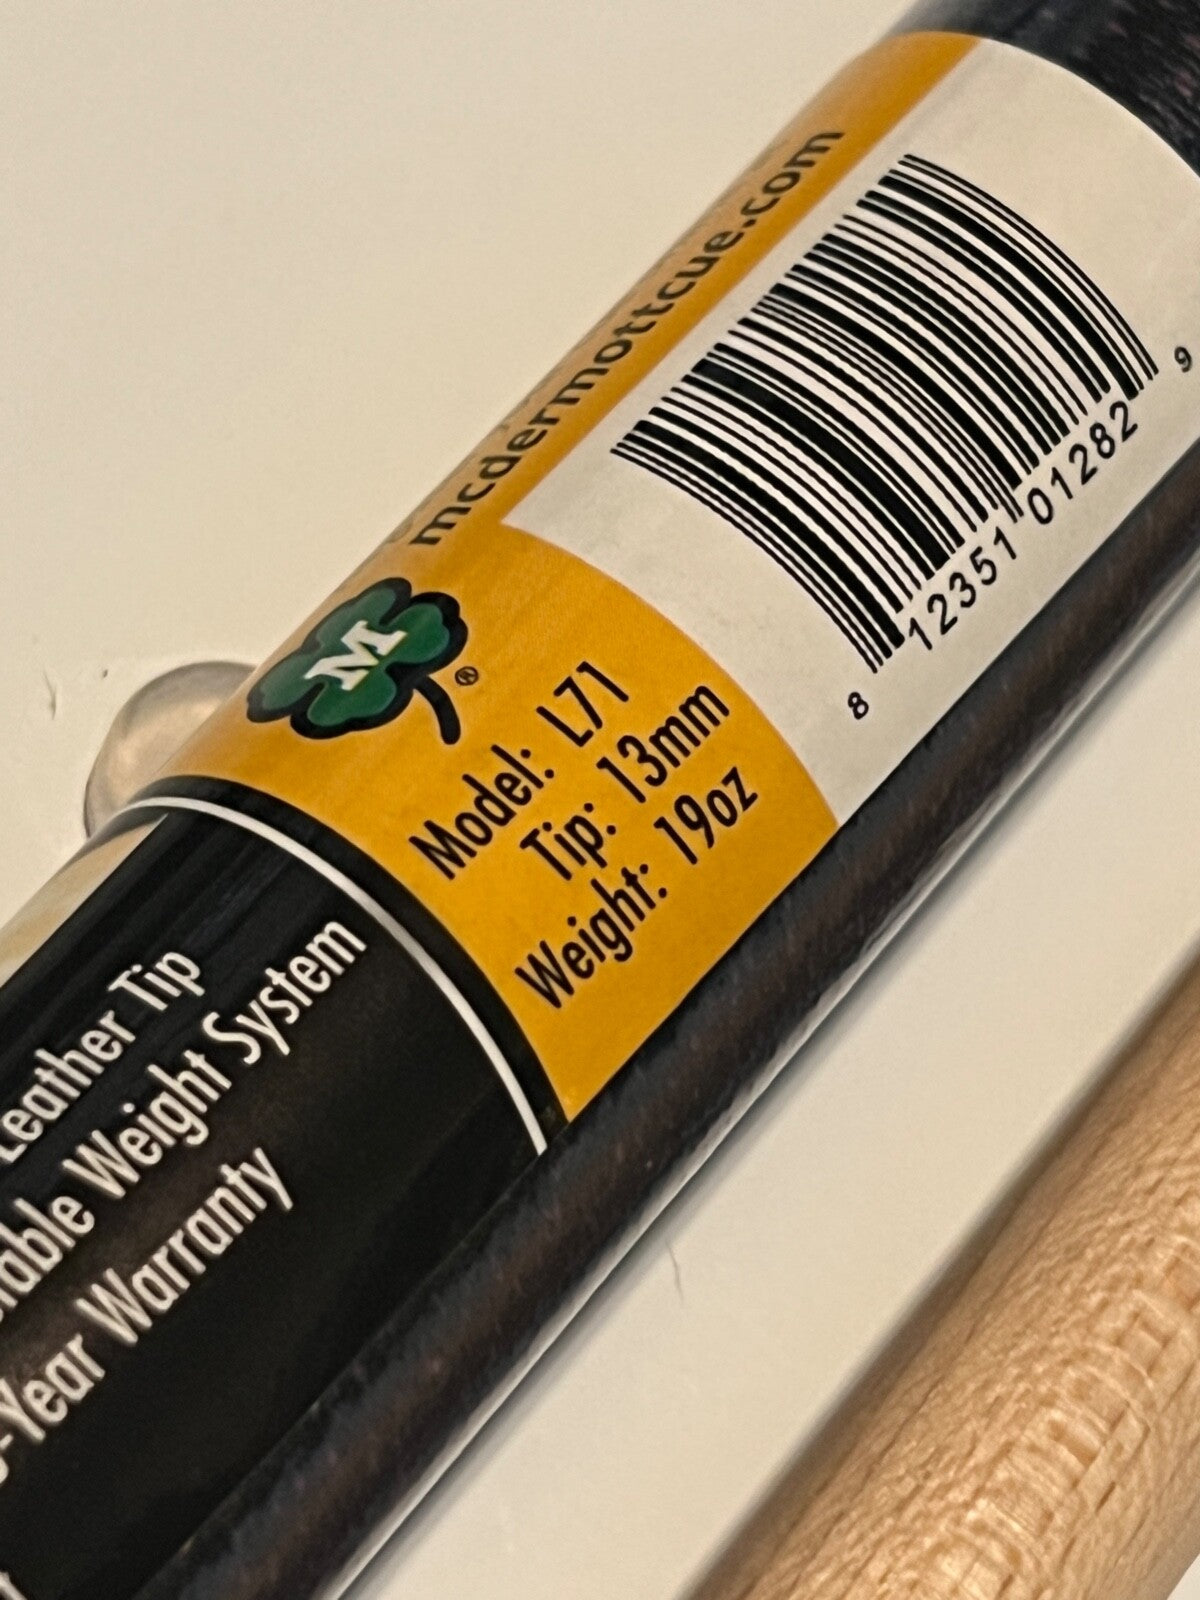 mcdermottcue.com
8 12351 01282 9
M®
Model: L71
Tip: 13mm
Weight: 19oz
Leather Tip
Weight System
-Year Warranty